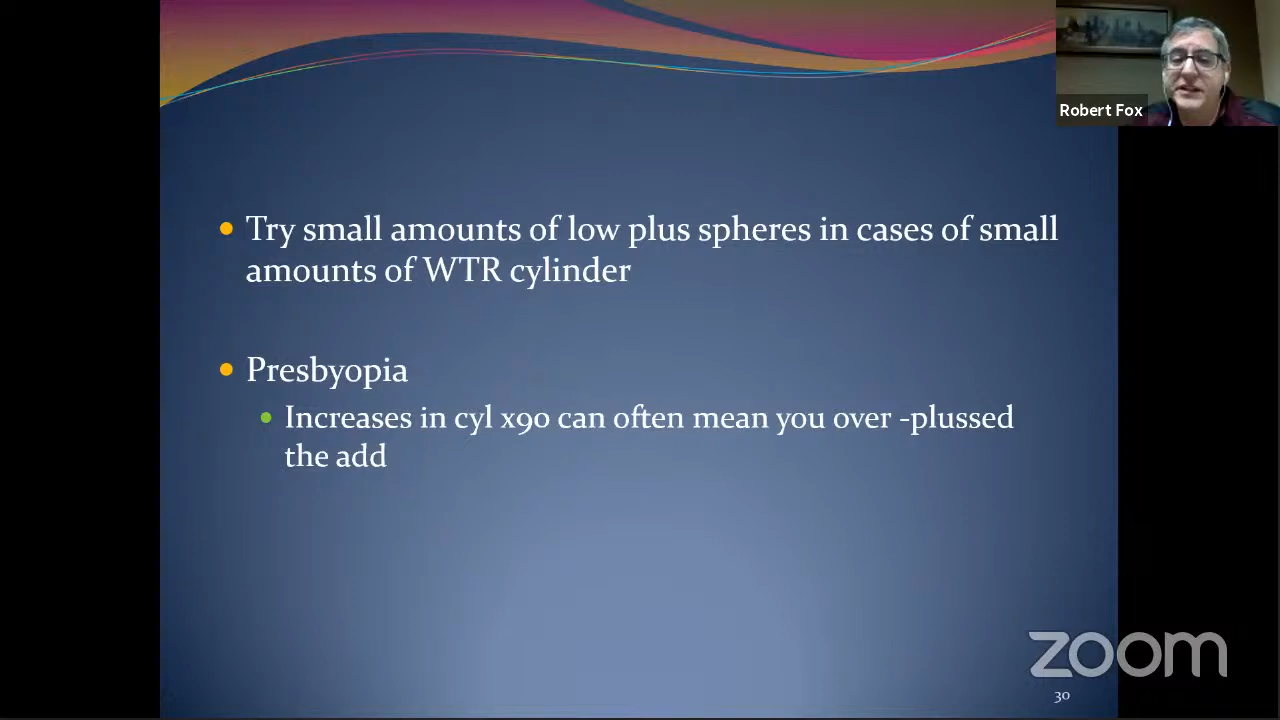 Robert Fox
Try small amounts of low plus spheres in cases of small
amounts of WTR cylinder
Presbyopia
Increases in cyl x90 can often mean you over -plussed
the add
zoom
30